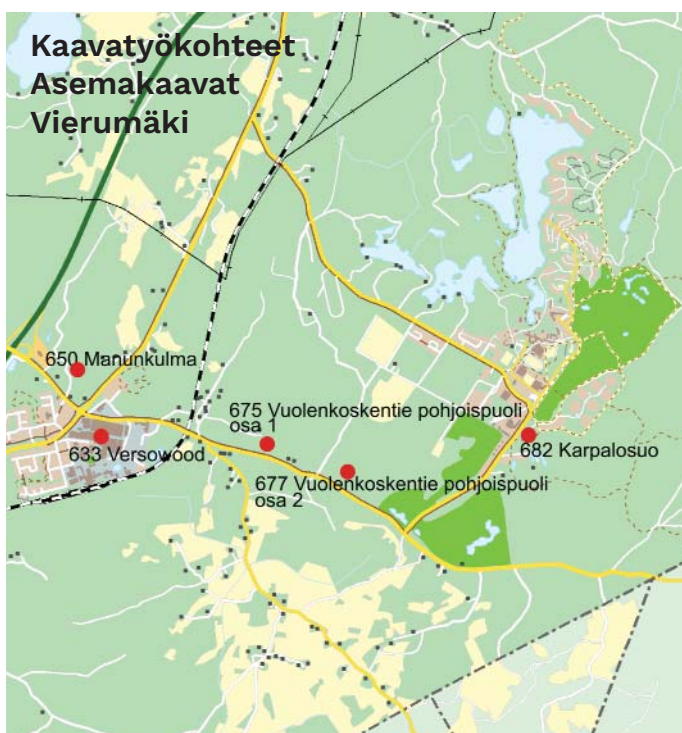 Kaavatyökohteet
Asemakaavat
Vierumäki
650 Manunkulma
675 Vuolenkoskentie pohjoispuoli
osa 1
633 Versowood
682 Karpalosuo
677 Vuolenkoskentie pohjoispuoli
osa 2